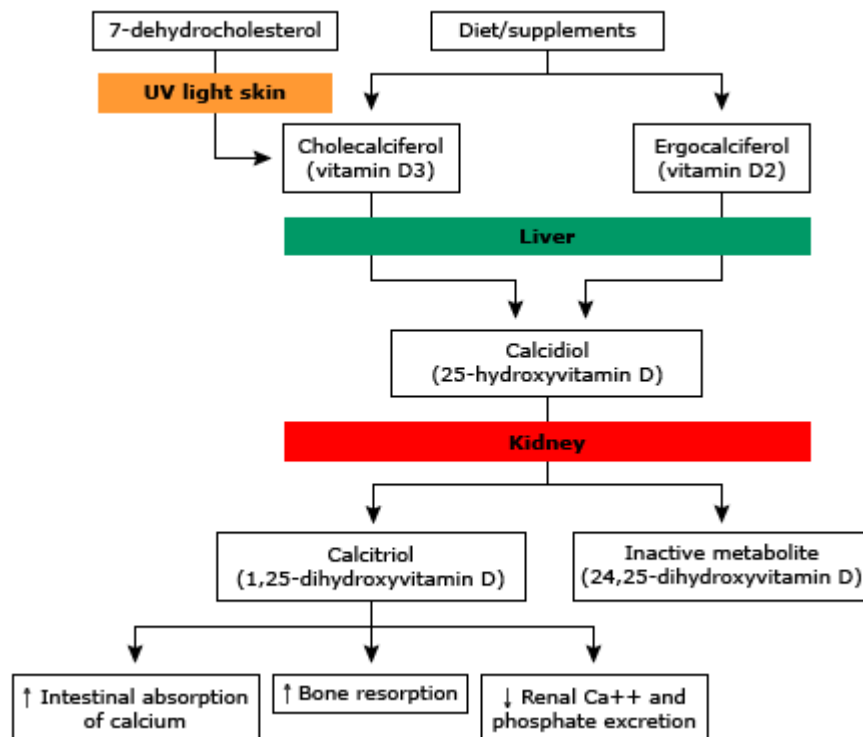 7-dehydrocholesterol
Diet/supplements
UV light skin
Cholecalciferol
(vitamin D3)
Ergocalciferol
(vitamin D2)
Liver
Calcidiol
(25-hydroxyvitamin D)
Kidney
Calcitriol
(1,25-dihydroxyvitamin D)
Inactive metabolite
(24,25-dihydroxyvitamin D)
↑ Intestinal absorption
of calcium
↑ Bone resorption
↓ Renal Ca++ and
phosphate excretion